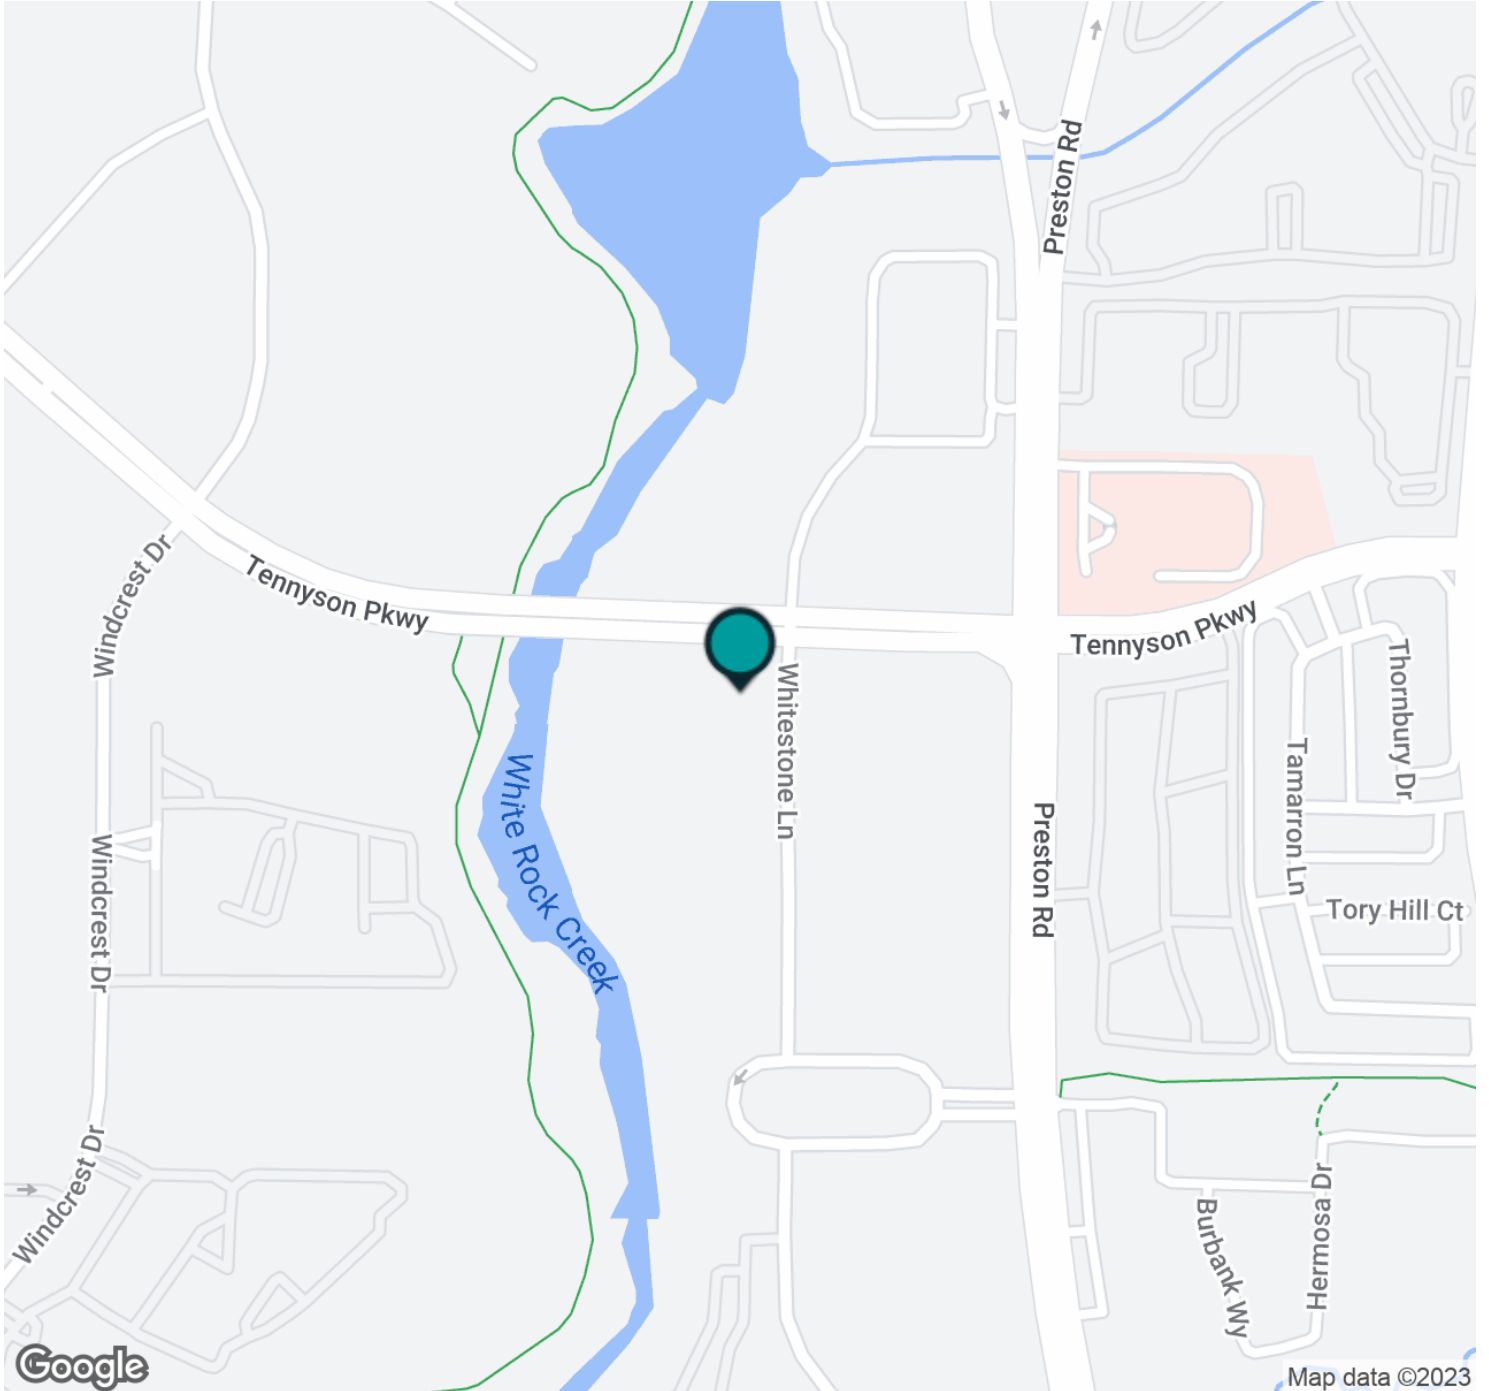 Preston Rd
Windcrest Dr
Tennyson Pkwy
Tennyson Pkwy
Thornbury Dr
Whitestone Ln
Tamarron Ln
White Rock Creek
Preston Rd
Windcrest Dr
Tory Hill Ct
Windcrest Dr
Hermosa Dr
Burbank Wy
Google
Map data ©2023